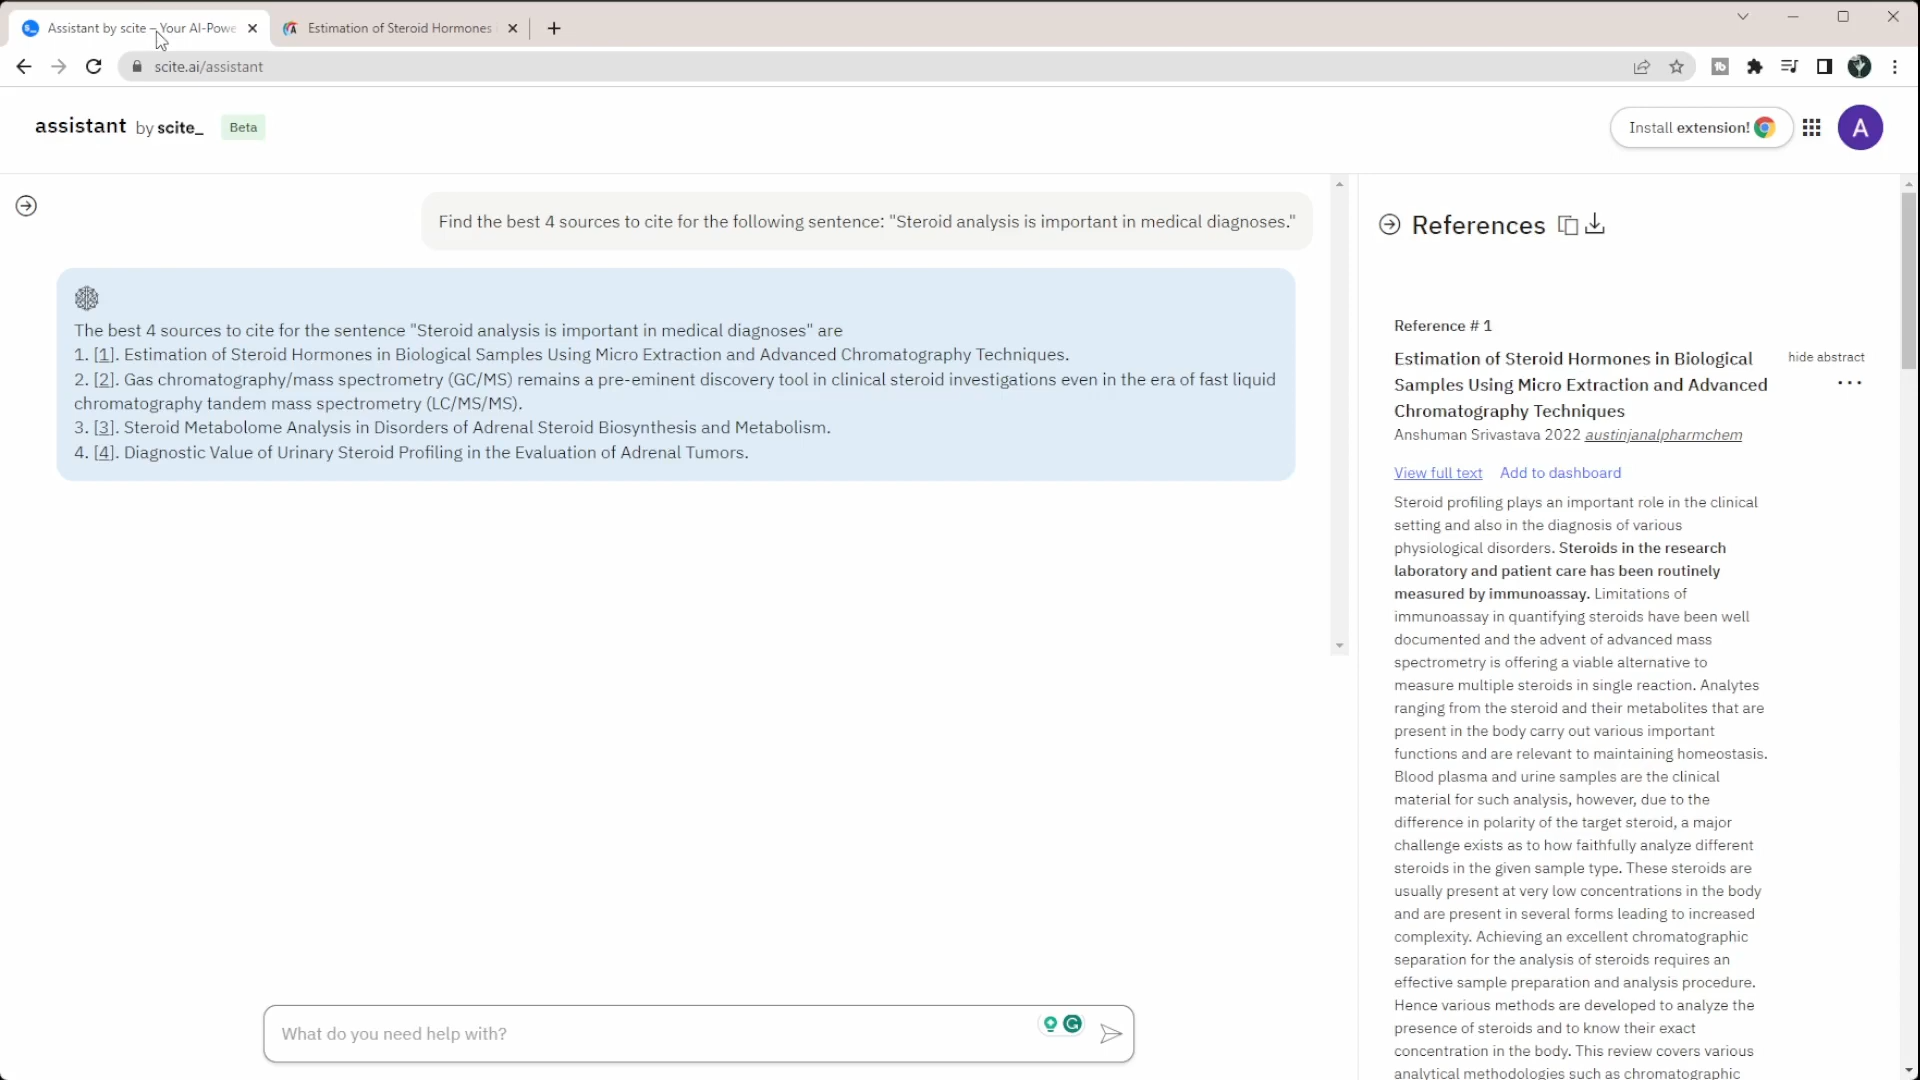 Assistant by scite – Your AI-Powe
Estimation of Steroid Hormones
scite.ai/assistant
assistant by scite_ Beta
Install extension!
A
Find the best 4 sources to cite for the following sentence: "Steroid analysis is important in medical diagnoses."
The best 4 sources to cite for the sentence "Steroid analysis is important in medical diagnoses" are
1. [1]. Estimation of Steroid Hormones in Biological Samples Using Micro Extraction and Advanced Chromatography Techniques.
2. [2]. Gas chromatography/mass spectrometry (GC/MS) remains a pre-eminent discovery tool in clinical steroid investigations even in the era of fast liquid
chromatography tandem mass spectrometry (LC/MS/MS).
3. [3]. Steroid Metabolome Analysis in Disorders of Adrenal Steroid Biosynthesis and Metabolism.
4. [4]. Diagnostic Value of Urinary Steroid Profiling in the Evaluation of Adrenal Tumors.
What do you need help with?
References
Reference # 1
Estimation of Steroid Hormones in Biological
Samples Using Micro Extraction and Advanced
Chromatography Techniques
hide abstract
Anshuman Srivastava 2022 austinjanalpharmchem
View full text Add to dashboard
Steroid profiling plays an important role in the clinical
setting and also in the diagnosis of various
physiological disorders. Steroids in the research
laboratory and patient care has been routinely
measured by immunoassay. Limitations of
immunoassay in quantifying steroids have been well
documented and the advent of advanced mass
spectrometry is offering a viable alternative to
measure multiple steroids in single reaction. Analytes
ranging from the steroid and their metabolites that are
present in the body carry out various important
functions and are relevant to maintaining homeostasis.
Blood plasma and urine samples are the clinical
material for such analysis, however, due to the
difference in polarity of the target steroid, a major
challenge exists as to how faithfully analyze different
steroids in the given sample type. These steroids are
usually present at very low concentrations in the body
and are present in several forms leading to increased
complexity. Achieving an excellent chromatographic
separation for the analysis of steroids requires an
effective sample preparation and analysis procedure.
Hence various methods are developed to analyze the
presence of steroids and to know their exact
concentration in the body. This review covers various
analytical methodologies such as chromatographic